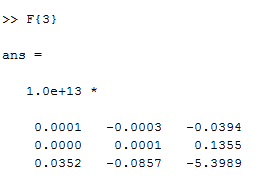 >> F{3}
ans =
1.0e+13 *
0.0001 -0.0003 -0.0394
0.0000 0.0001 0.1355
0.0352 -0.0857 -5.3989